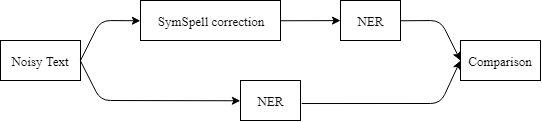 SymSpell correction
NER
Noisy Text
Comparison
NER